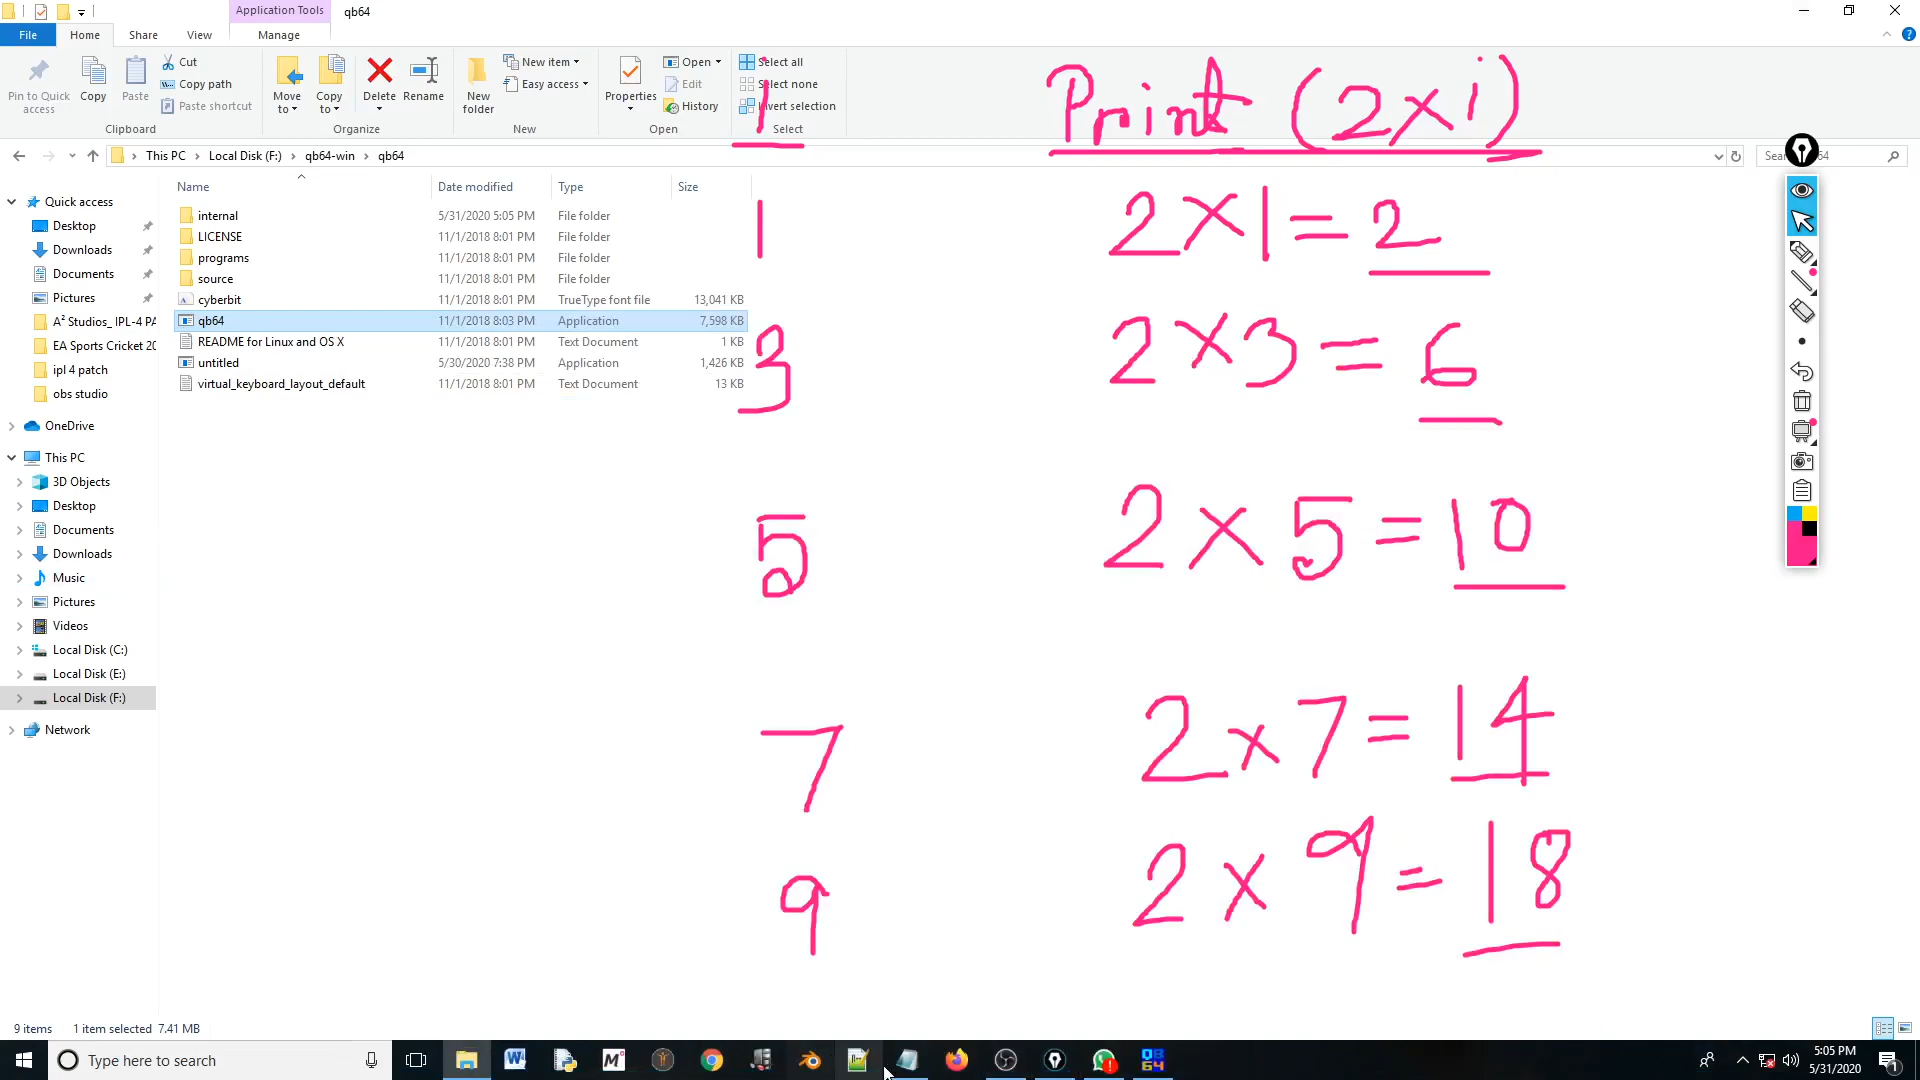 Application Tools
qb64
File
Home
Share
View
Manage
Pin to Quick access
Copy
Paste
Cut
Copy path
Paste shortcut
Clipboard
Move to
Copy to
Delete
Rename
Organize
New folder
New item
Easy access
New
Properties
Open
Edit
History
Open
Select all
Select none
Invert selection
Select
This PC
Local Disk (F:)
qb64-win
qb64
Name
Date modified
Type
Size
internal 5/31/2020 5:05 PM File folder
LICENSE 11/1/2018 8:01 PM File folder
programs 11/1/2018 8:01 PM File folder
source 11/1/2018 8:01 PM File folder
cyberbit 11/1/2018 8:01 PM TrueType font file 13,041 KB
qb64 11/1/2018 8:03 PM Application 7,598 KB
README for Linux and OS X 11/1/2018 8:01 PM Text Document 1 KB
untitled 5/30/2020 7:38 PM Application 1,426 KB
virtual_keyboard_layout_default 11/1/2018 8:01 PM Text Document 13 KB
Quick access
Desktop
Downloads
Documents
Pictures
A² Studios_ IPL-4 PA
EA Sports Cricket 20
ipl 4 patch
obs studio
OneDrive
This PC
3D Objects
Desktop
Documents
Downloads
Music
Pictures
Videos
Local Disk (C:)
Local Disk (E:)
Local Disk (F:)
Network
i Print (2×i)
1 2×1=2
3 2×3=6
5 2×5=10
7 2×7=14
9 2×9=18
9 items 1 item selected 7.41 MB
Type here to search
5:05 PM
5/31/2020